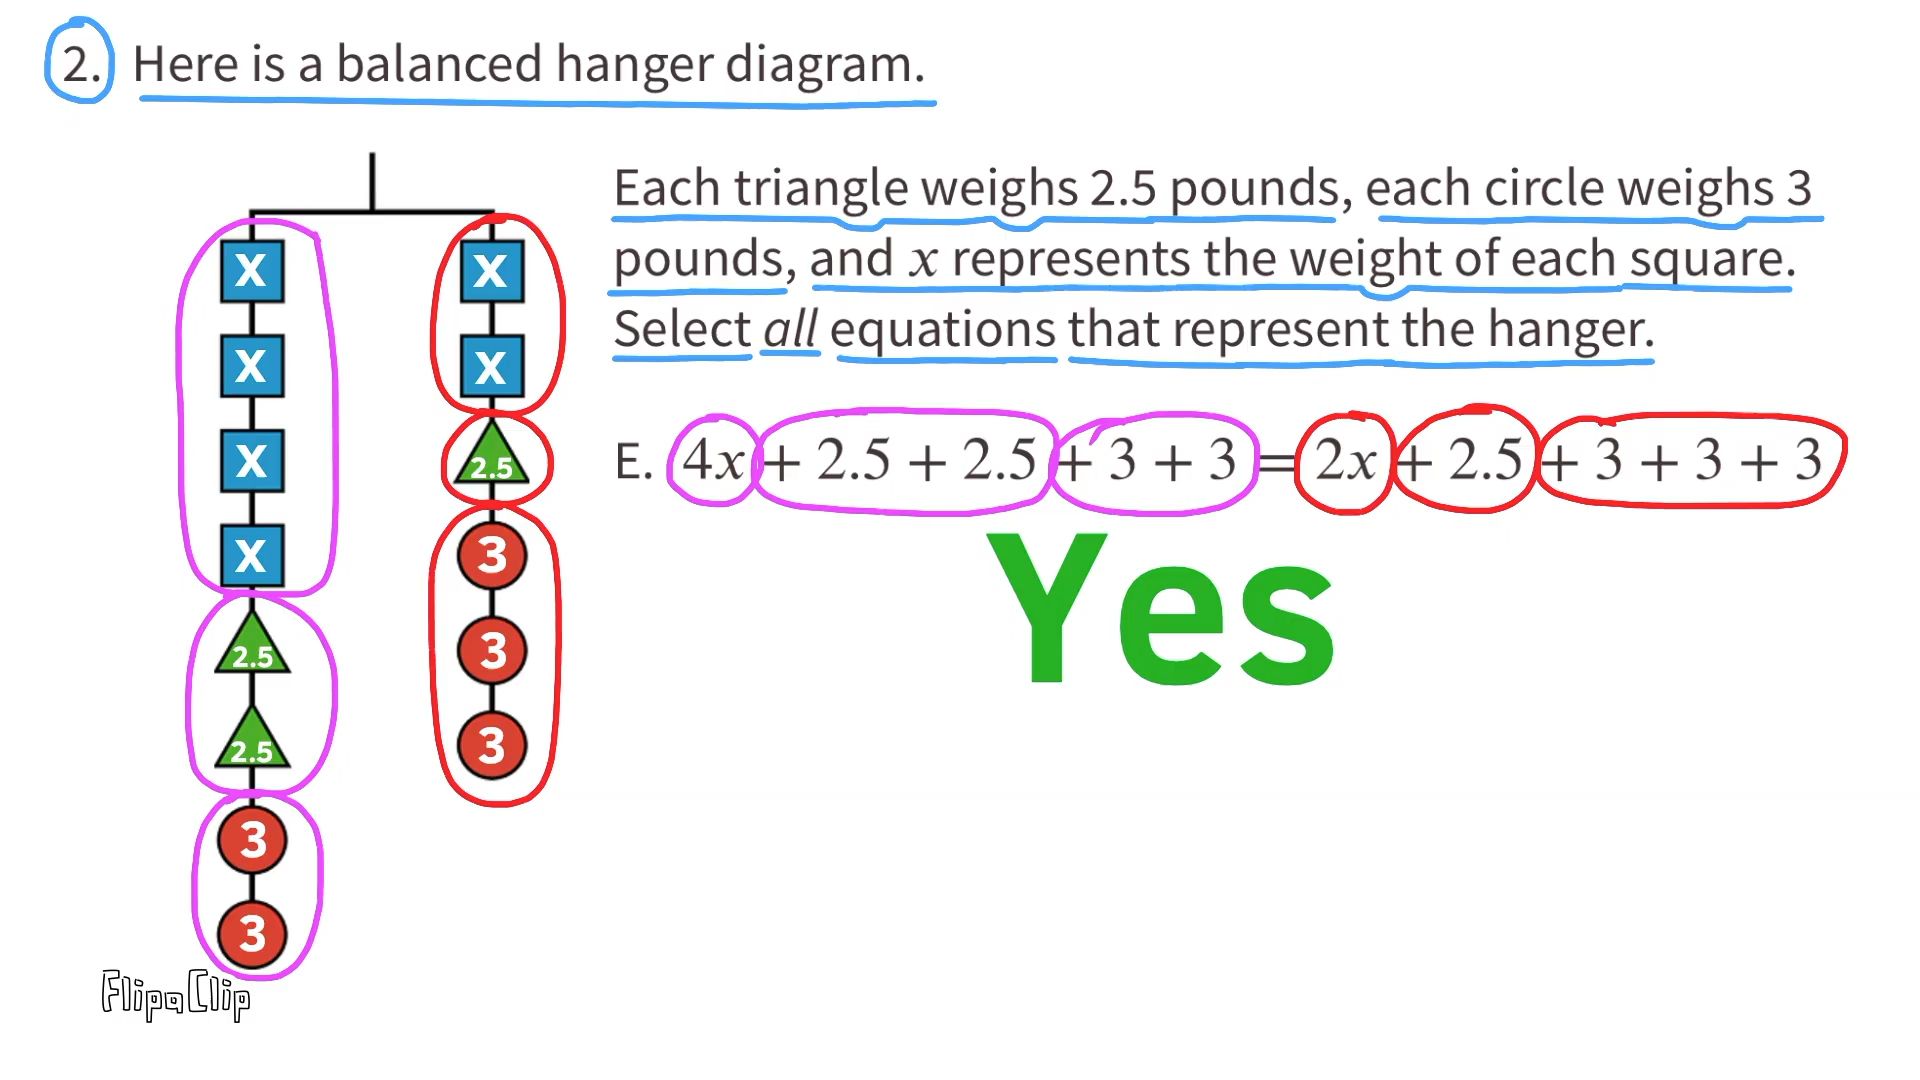 2. Here is a balanced hanger diagram.
Each triangle weighs 2.5 pounds, each circle weighs 3
pounds, and x represents the weight of each square.
Select all equations that represent the hanger.
E. 4x + 2.5 + 2.5 + 3 + 3 = 2x + 2.5 + 3 + 3 + 3
Yes
X
X
X
X
2.5
2.5
3
3
X
X
2.5
3
3
3
FlipaClip